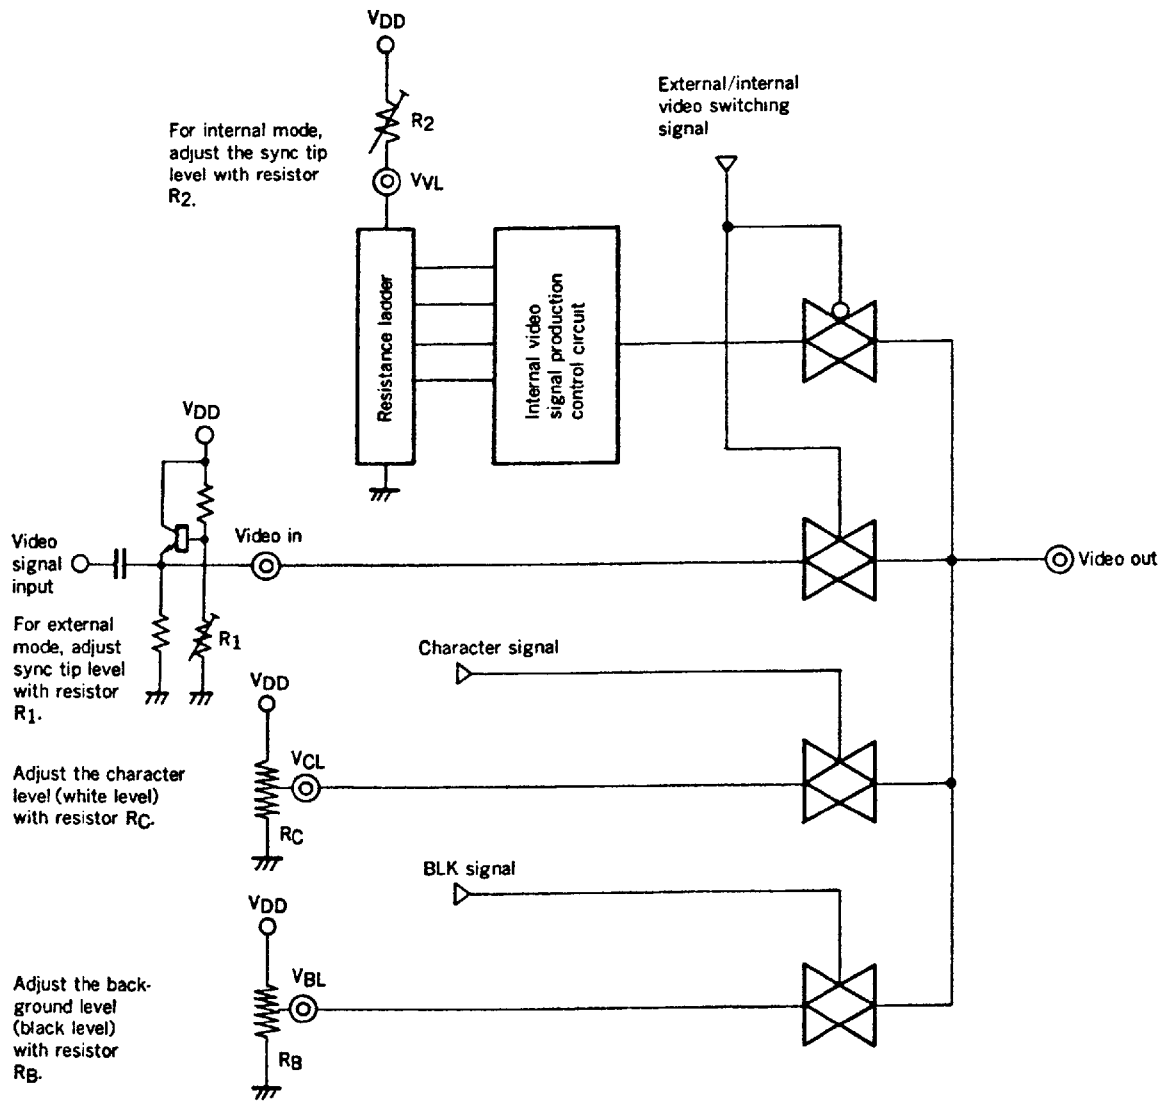 VDD
External/internal
video switching
signal
R2
For internal mode,
adjust the sync tip
level with resistor
R2.
VVL
Resistance ladder
Internal video
signal production
control circuit
VDD
Video in
Video
signal
input
Video out
For external
mode, adjust
sync tip level
with resistor
R1.
R1
Character signal
VDD
VCL
Adjust the character
level (white level)
with resistor RC.
RC
BLK signal
VDD
VBL
Adjust the back-
ground level
(black level)
with resistor
RB.
RB